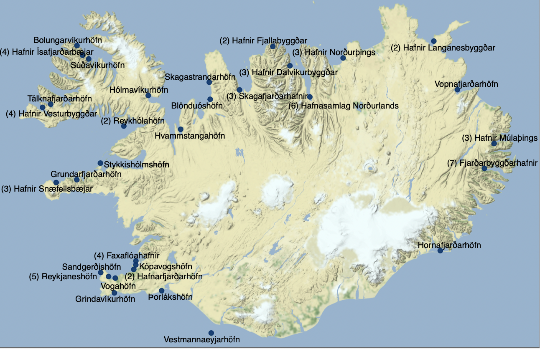 Bolungarvíkurhöfn
(4) Hafnir Ísafjarðarbæjar
Súðavíkurhöfn
(2) Hafnir Fjallabyggðar
(3) Hafnir Norðurþings
(2) Hafnir Langanesbyggðar
(3) Hafnir Dalvíkurbyggðar
Skagastrandarhöfn
Hólmavíkurhöfn
(3) Skagafjarðarhafnir
Vopnafjarðarhöfn
Tálknafjarðarhöfn
(4) Hafnir Vesturbyggðar
Blönduóshöfn
(6) Hafnasamlag Norðurlands
(2) Reykhólahöfn
Hvammstangahöfn
(3) Hafnir Múlaþings
Stykkishólmshöfn
(7) Fjarðarbyggðarhafnir
Grundarfjarðarhöfn
(3) Hafnir Snæfellsbæjar
Hornafjarðarhöfn
(4) Faxaflóahafnir
Sandgerðishöfn
Kópavogshöfn
(5) Reykjaneshöfn
(2) Hafnarfjarðarhöfn
Vogahöfn
Grindavíkurhöfn
Þorlákshöfn
Vestmannaeyjarhöfn